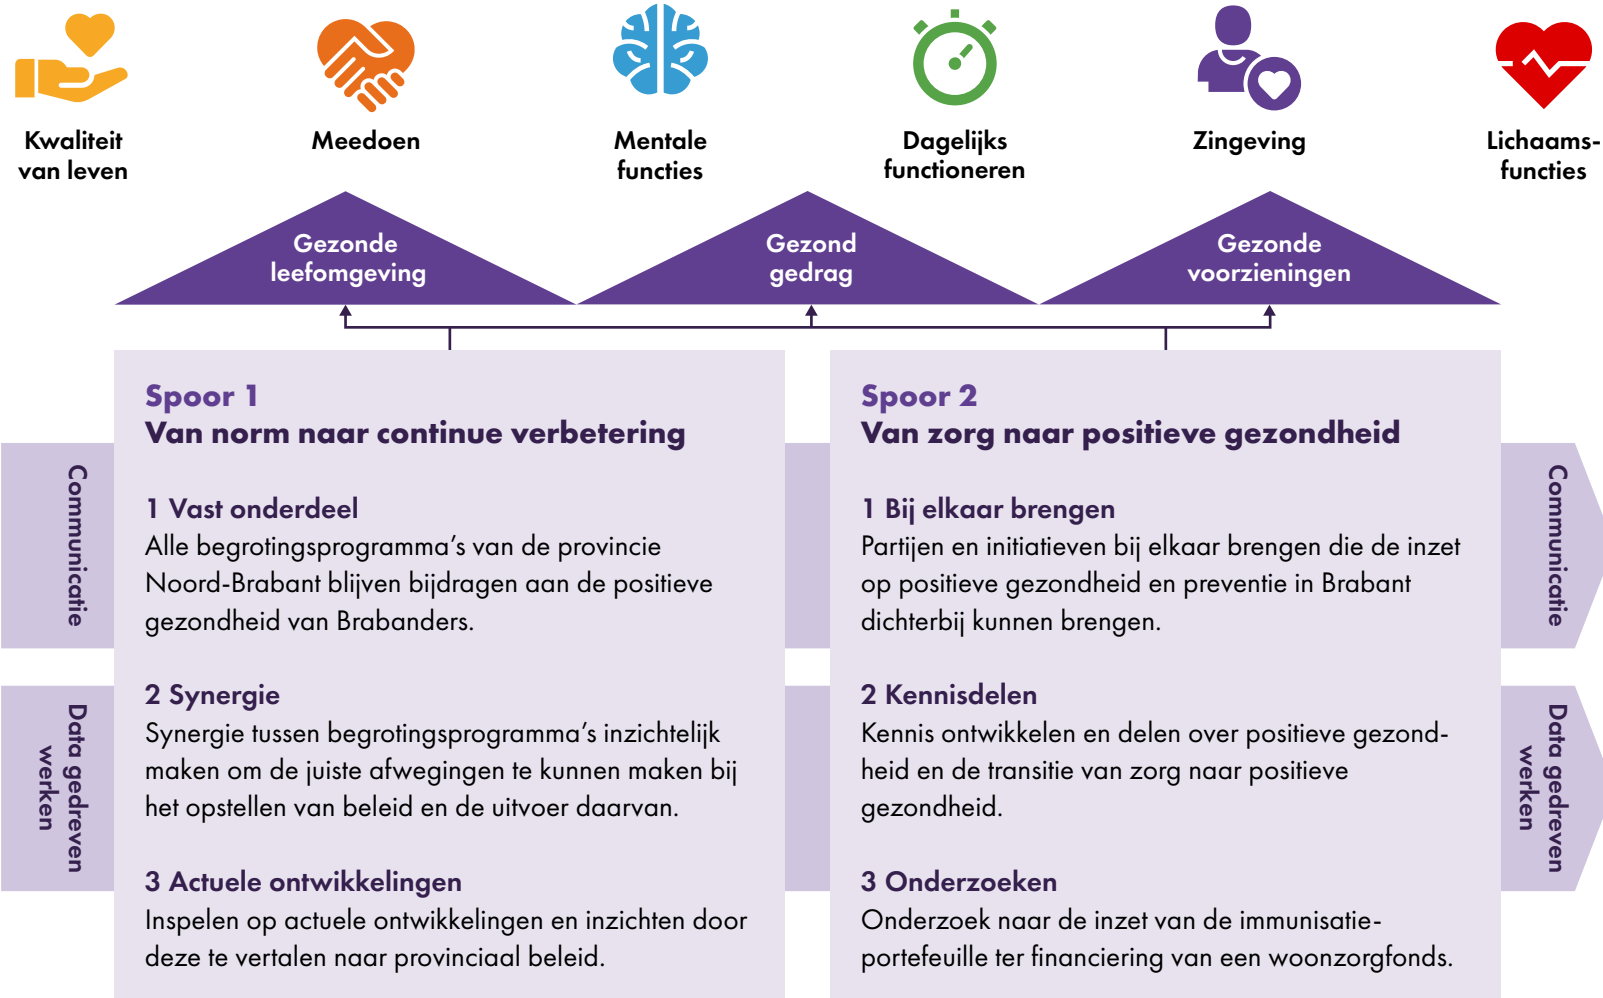 Kwaliteit
van leven
Meedoen
Mentale
functies
Dagelijks
functioneren
Zingeving
Lichaams-
functies
Gezonde
leefomgeving
Gezond
gedrag
Gezonde
voorzieningen
Communicatie
Data gedreven
werken
Spoor 1
Van norm naar continue verbetering
1 Vast onderdeel
Alle begrotingsprogramma’s van de provincie
Noord-Brabant blijven bijdragen aan de positieve
gezondheid van Brabanders.
2 Synergie
Synergie tussen begrotingsprogramma’s inzichtelijk
maken om de juiste afwegingen te kunnen maken bij
het opstellen van beleid en de uitvoer daarvan.
3 Actuele ontwikkelingen
Inspelen op actuele ontwikkelingen en inzichten door
deze te vertalen naar provinciaal beleid.
Spoor 2
Van zorg naar positieve gezondheid
1 Bij elkaar brengen
Partijen en initiatieven bij elkaar brengen die de inzet
op positieve gezondheid en preventie in Brabant
dichterbij kunnen brengen.
2 Kennisdelen
Kennis ontwikkelen en delen over positieve gezond-
heid en de transitie van zorg naar positieve
gezondheid.
3 Onderzoeken
Onderzoek naar de inzet van de immunisatie-
portefeuille ter financiering van een woonzorgfonds.
Communicatie
Data gedreven
werken